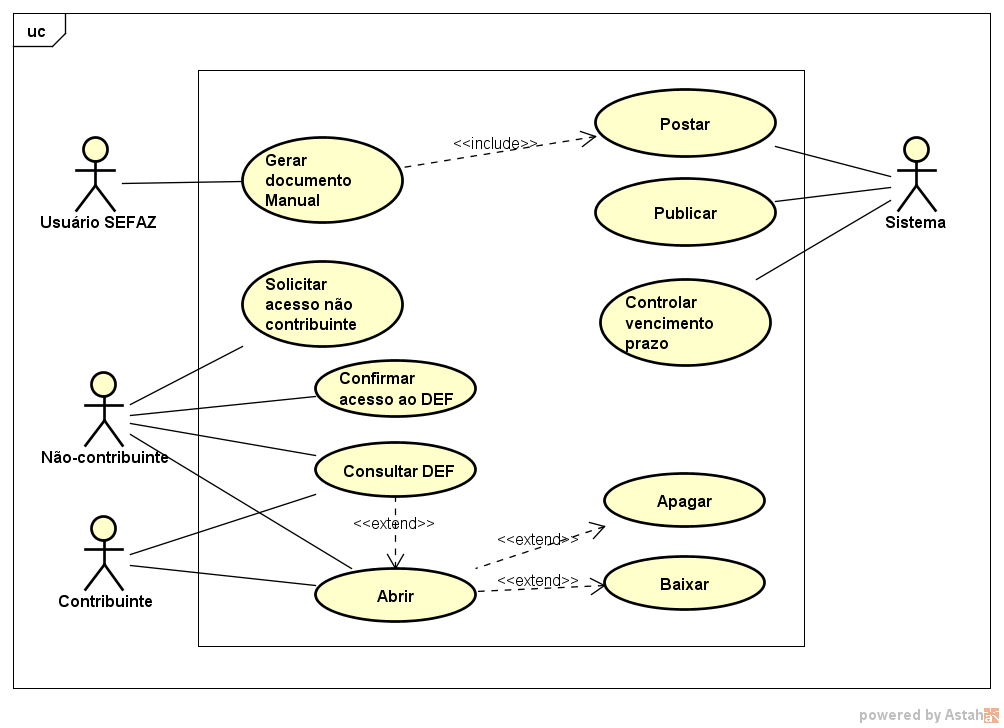 uc
Postar
<<include>>
Gerar
documento
Manual
Usuário SEFAZ
Publicar
Sistema
Solicitar
acesso não
contribuinte
Controlar
vencimento
prazo
Confirmar
acesso ao DEF
Não-contribuinte
Consultar DEF
<<extend>>
Apagar
<<extend>>
<<extend>>
Baixar
Contribuinte
Abrir
powered by Astah